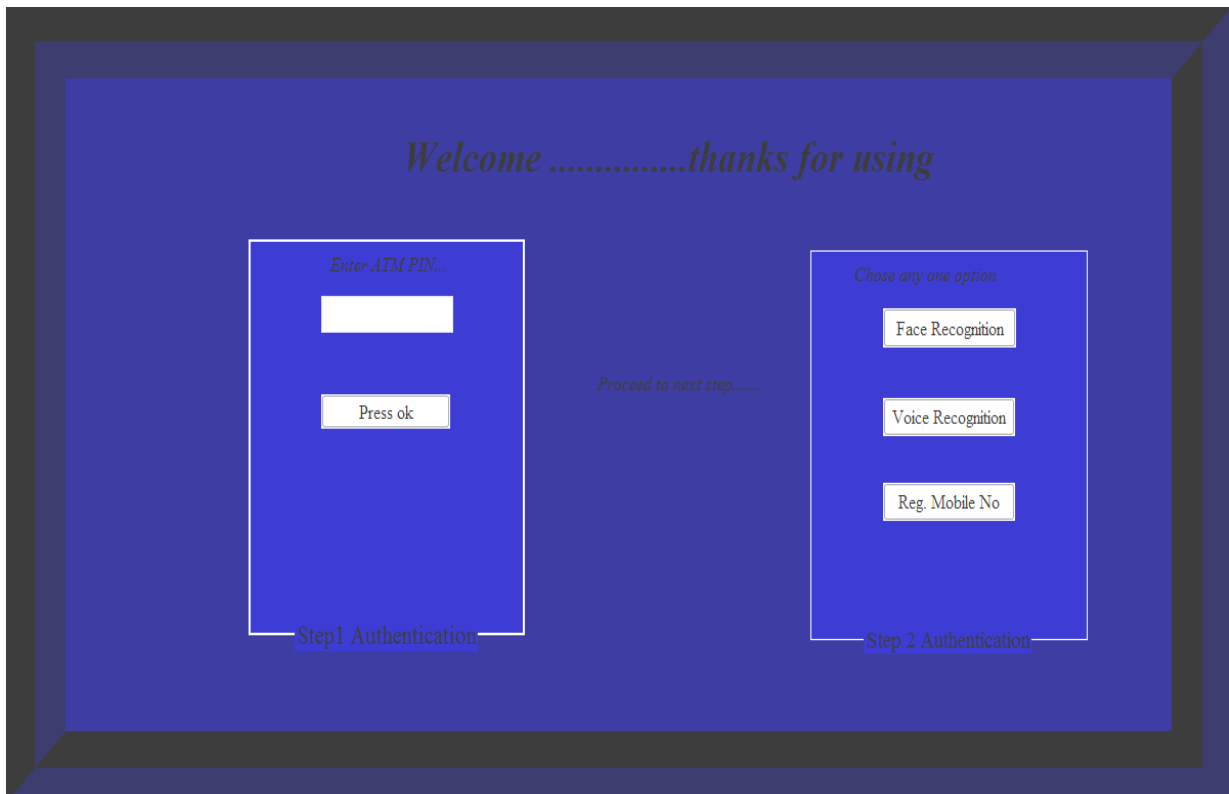 Welcome ...............thanks for using
Enter ATM PIN...
Press ok
Step1 Authentication
Proceed to next step.......
Chose any one option
Face Recognition
Voice Recognition
Reg. Mobile No
Step 2 Authentication